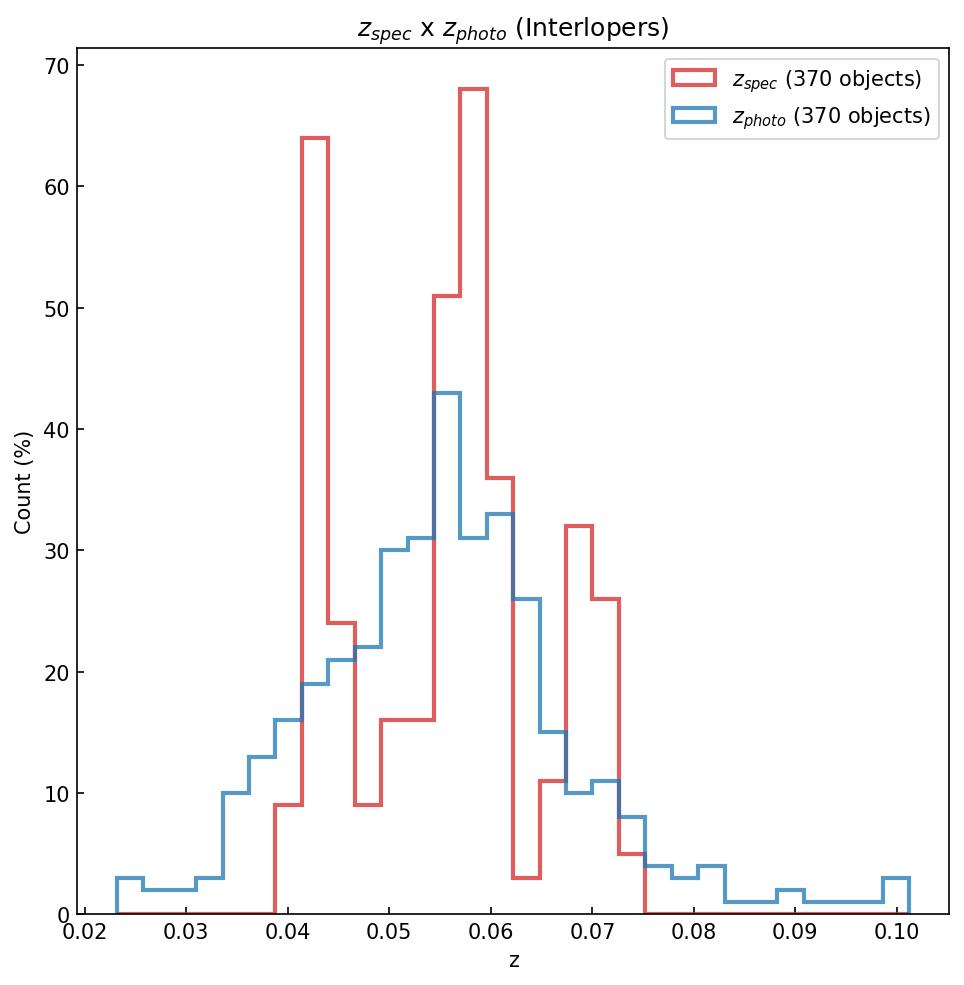 z_spec x z_photo (Interlopers)
z_spec (370 objects)
z_photo (370 objects)
Count (%)
70
60
50
40
30
20
10
0
0.02 0.03 0.04 0.05 0.06 0.07 0.08 0.09 0.10
z